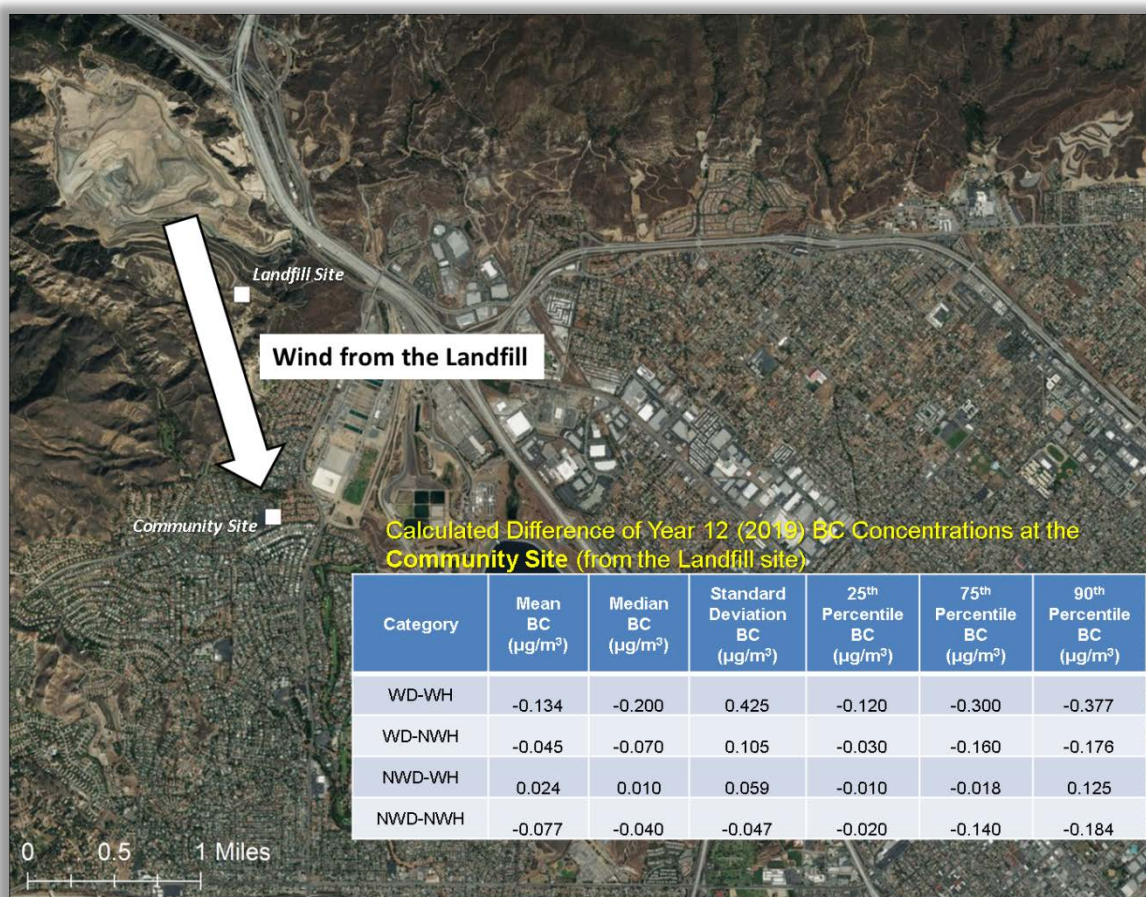 Landfill Site
Wind from the Landfill
Community Site
Calculated Difference of Year 12 (2019) BC Concentrations at the
Community Site (from the Landfill site)
Category Mean BC (µg/m³) Median BC (µg/m³) Standard Deviation BC (µg/m³) 25th Percentile BC (µg/m³) 75th Percentile BC (µg/m³) 90th Percentile BC (µg/m³)
WD-WH -0.134 -0.200 0.425 -0.120 -0.300 -0.377
WD-NWH -0.045 -0.070 0.105 -0.030 -0.160 -0.176
NWD-WH 0.024 0.010 0.059 -0.010 -0.018 0.125
NWD-NWH -0.077 -0.040 -0.047 -0.020 -0.140 -0.184
0 0.5 1 Miles